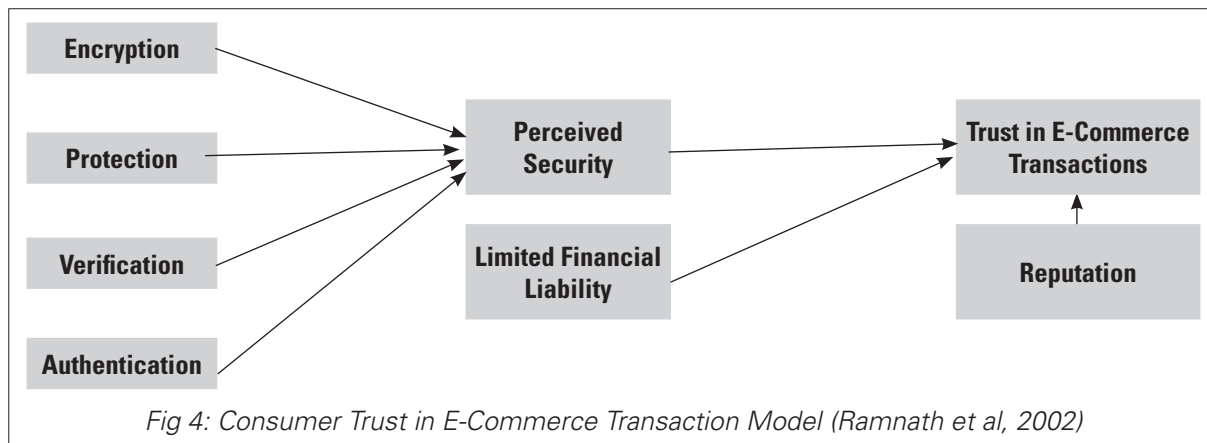 Encryption
Protection
Verification
Authentication
Perceived
Security
Limited Financial
Liability
Trust in E-Commerce
Transactions
Reputation
Fig 4: Consumer Trust in E-Commerce Transaction Model (Ramnath et al, 2002)